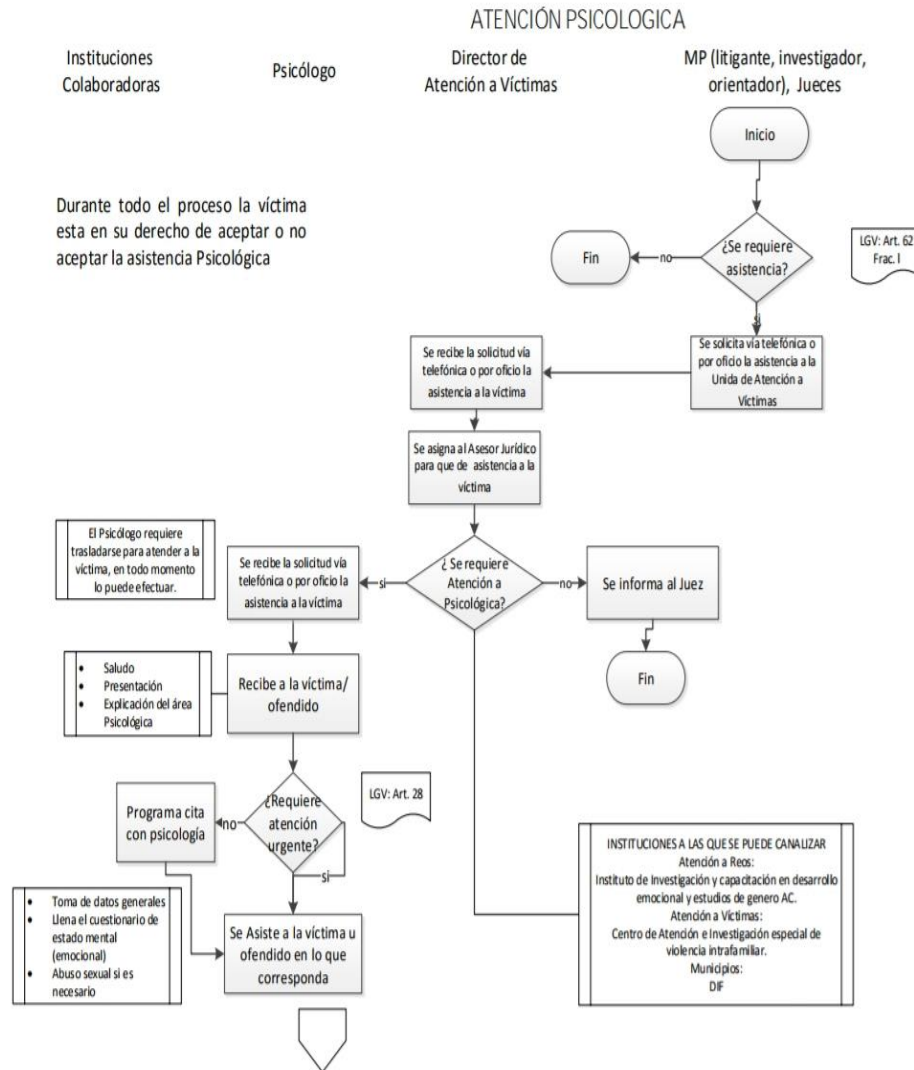 ATENCIÓN PSICOLOGICA
Instituciones
Colaboradoras
Psicólogo
Director de
Atención a Víctimas
MP (litigante, investigador,
orientador), Jueces
Inicio
Durante todo el proceso la víctima
esta en su derecho de aceptar o no
aceptar la asistencia Psicológica
¿Se requiere
asistencia?
no
Fin
LGV: Art. 62
Frac. I
si
Se solicita vía telefónica o
por oficio la asistencia a la
Unida de Atención a
Víctimas
Se recibe la solicitud vía
telefónica o por oficio la
asistencia a la víctima
Se asigna al Asesor Jurídico
para que de asistencia a la
víctima
El Psicólogo requiere
trasladarse para atender a la
víctima, en todo momento
lo puede efectuar.
Se recibe la solicitud vía
telefónica o por oficio la
asistencia a la víctima
si
¿ Se requiere
Atención a
Psicológica?
no
Se informa al Juez
Fin
• Saludo
• Presentación
• Explicación del área
Psicológica
Recibe a la víctima/
ofendido
Programa cita
con psicología
no
¿Requiere
atención
urgente?
si
LGV: Art. 28
INSTITUCIONES A LAS QUE SE PUEDE CANALIZAR
Atención a Reos:
Instituto de Investigación y capacitación en desarrollo
emocional y estudios de genero AC.
Atención a Víctimas:
Centro de Atención e Investigación especial de
violencia intrafamiliar.
Municipios:
DIF
• Toma de datos generales
• Llena el cuestionario de
estado mental
(emocional)
• Abuso sexual si es
necesario
Se Asiste a la víctima u
ofendido en lo que
corresponda